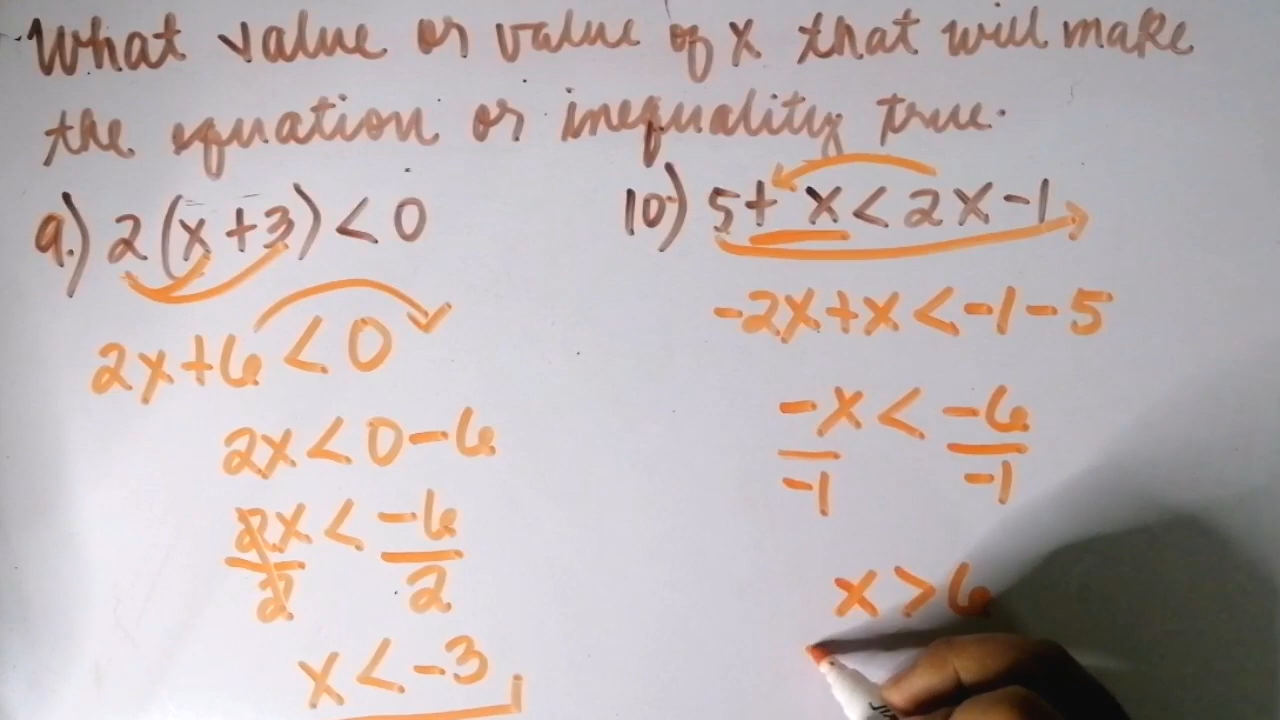 What value or value of x that will make
the equation or inequality true.
9.) 2(x+3)<0
2x+6<0
2x<0-6
2x/2 < -6/2
x<-3
10) 5+x<2x-1
-2x+x<-1-5
-x/-1 < -6/-1
x>6